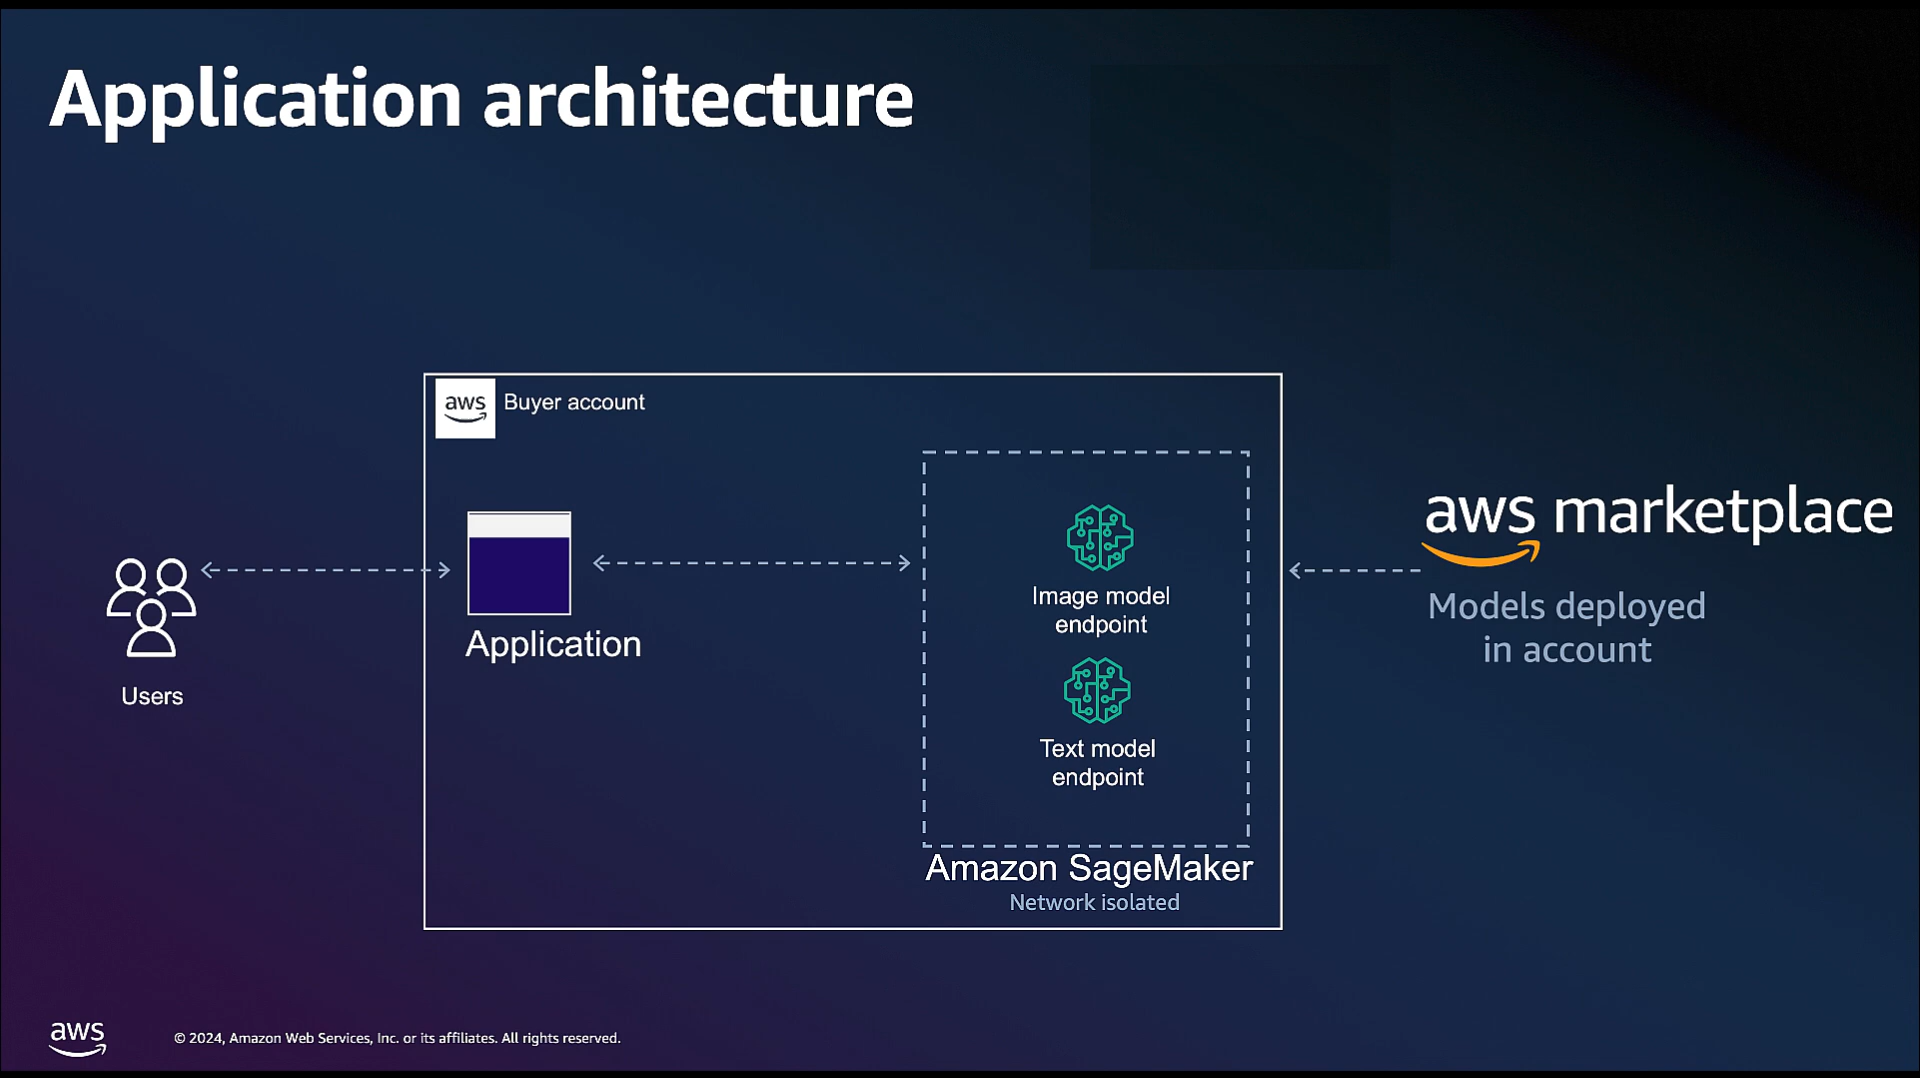 Application architecture
aws
Buyer account
Image model
endpoint
aws marketplace
Models deployed
in account
Application
Users
Text model
endpoint
Amazon SageMaker
Network isolated
aws
© 2024, Amazon Web Services, Inc. or its affiliates. All rights reserved.